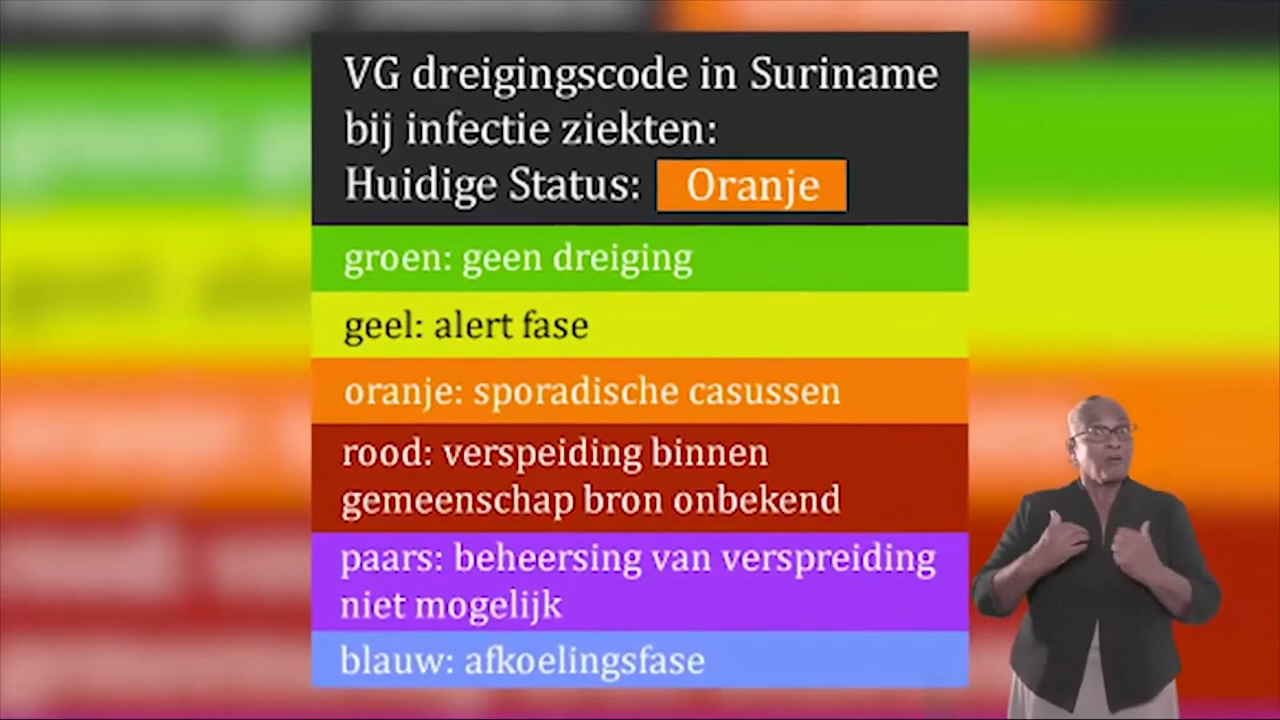 VG dreigingscode in Suriname
bij infectie ziekten:
Huidige Status: Oranje
groen: geen dreiging
geel: alert fase
oranje: sporadische casussen
rood: verspeiding binnen
gemeenschap bron onbekend
paars: beheersing van verspreiding
niet mogelijk
blauw: afkoelingsfase